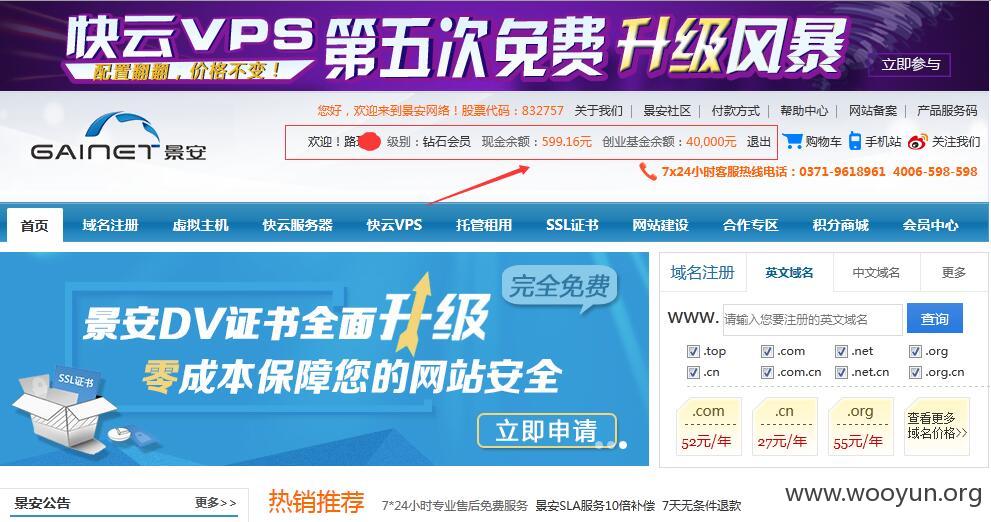 快云VPS
配置翻翻，价格不变！
第五次免费升级风暴
立即参与
您好，欢迎来到景安网络！股票代码：832757 关于我们 | 景安社区 | 付款方式 | 帮助中心 | 网站备案 | 产品服务码
GAINET 景安
欢迎！路 级别：钻石会员 现金余额：599.16元 创业基金余额：40,000元 退出 购物车 手机站 关注我们
7x24小时客服热线电话：0371-9618961 4006-598-598
首页 域名注册 虚拟主机 快云服务器 快云VPS 托管租用 SSL证书 网站建设 合作专区 积分商城 会员中心
完全免费
景安DV证书全面升级
零成本保障您的网站安全
SSL证书
立即申请
域名注册 英文域名 中文域名 更多
www. 请输入您要注册的英文域名 查询
.top .com .net .org
.cn .com.cn .net.cn .org.cn
.com .cn .org
52元/年 27元/年 55元/年
查看更多
域名价格>>
景安公告 更多>>
热销推荐 7*24小时专业售后免费服务 景安SLA服务10倍补偿 7天无条件退款
www.wooyun.org